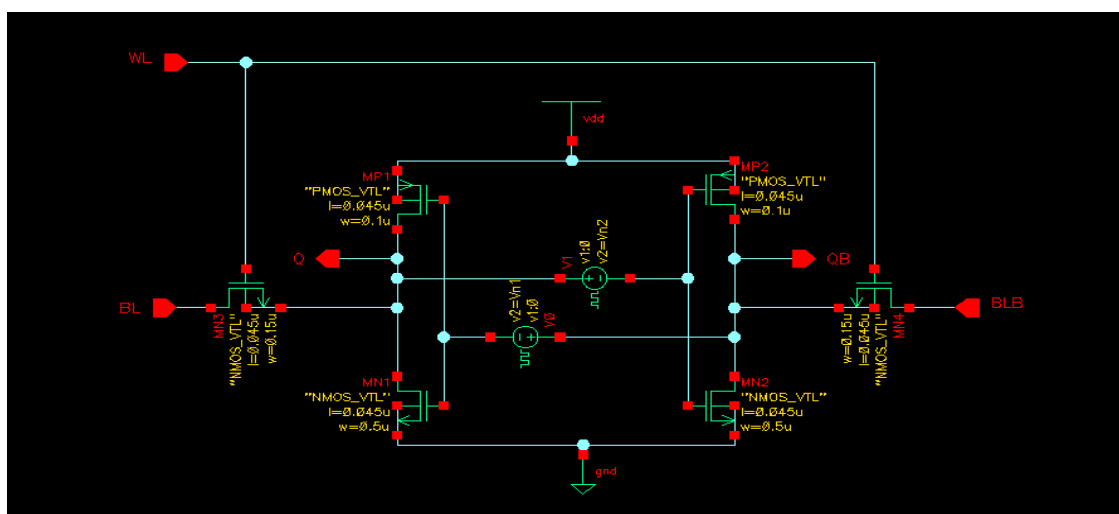 WL
vdd
MP1
"PMOS_VTL"
l=0.045u
w=0.1u
MP2
"PMOS_VTL"
l=0.045u
w=0.1u
Q
V1
v1:0
v2=Vn2
QB
BL
MN3
"NMOS_VTL"
l=0.045u
w=0.15u
v2=Vn1
v1:0
V0
w=0.15u
l=0.045u
"NMOS_VTL"
MN4
BLB
MN1
"NMOS_VTL"
l=0.045u
w=0.5u
MN2
"NMOS_VTL"
l=0.045u
w=0.5u
gnd